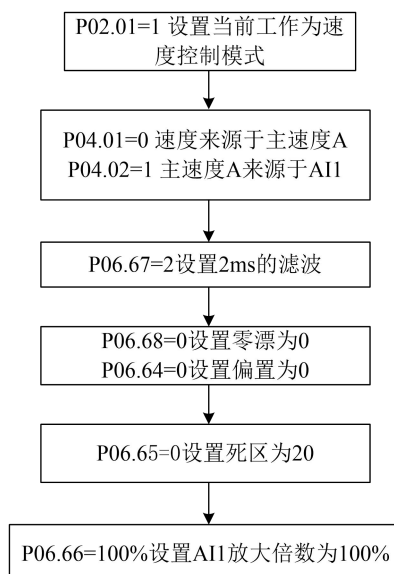 P02.01=1 设置当前工作为速
度控制模式
P04.01=0 速度来源于主速度A
P04.02=1 主速度A来源于AI1
P06.67=2设置2ms的滤波
P06.68=0设置零漂为0
P06.64=0设置偏置为0
P06.65=0设置死区为20
P06.66=100%设置AI1放大倍数为100%